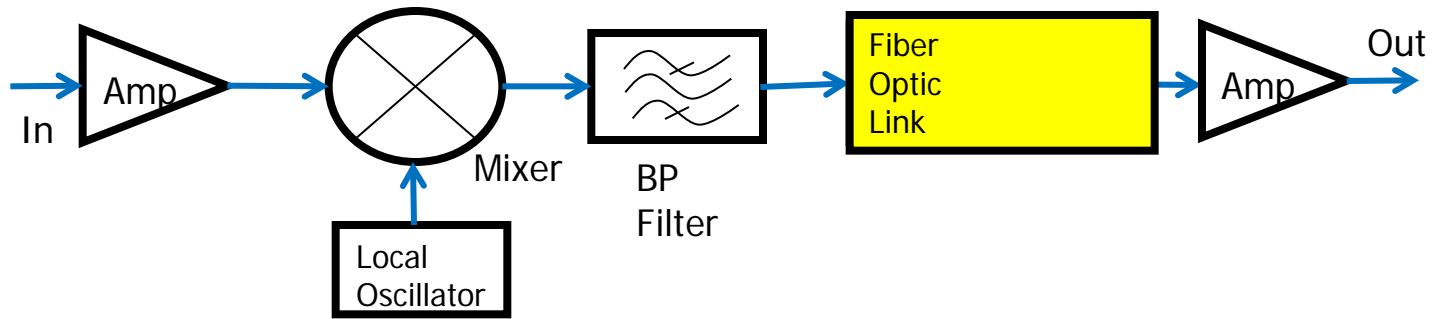 In
Amp
Mixer
Local
Oscillator
BP
Filter
Fiber
Optic
Link
Amp
Out